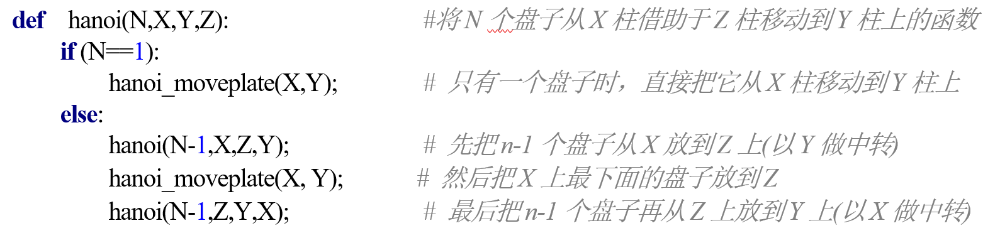 def hanoi(N,X,Y,Z): #将N 个盘子从X 柱借助于Z 柱移动到Y 柱上的函数
if (N==1):
hanoi_moveplate(X,Y); # 只有一个盘子时，直接把它从X 柱移动到Y 柱上
else:
hanoi(N-1,X,Z,Y); # 先把n-1 个盘子从X 放到Z 上(以Y 做中转)
hanoi_moveplate(X, Y); # 然后把X 上最下面的盘子放到Z
hanoi(N-1,Z,Y,X); # 最后把n-1 个盘子再从Z 上放到Y 上(以X 做中转)